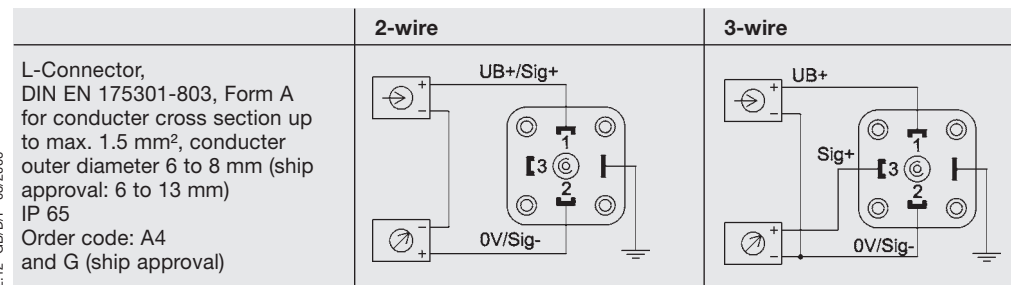 2-wire
3-wire
L-Connector,
DIN EN 175301-803, Form A
for conducter cross section up
to max. 1.5 mm², conducter
outer diameter 6 to 8 mm (ship
approval: 6 to 13 mm)
IP 65
Order code: A4
and G (ship approval)
UB+/Sig+
+
−
1
3
2
−
+
0V/Sig-
UB+
+
−
1
Sig+
3
2
+
-
0V/Sig-